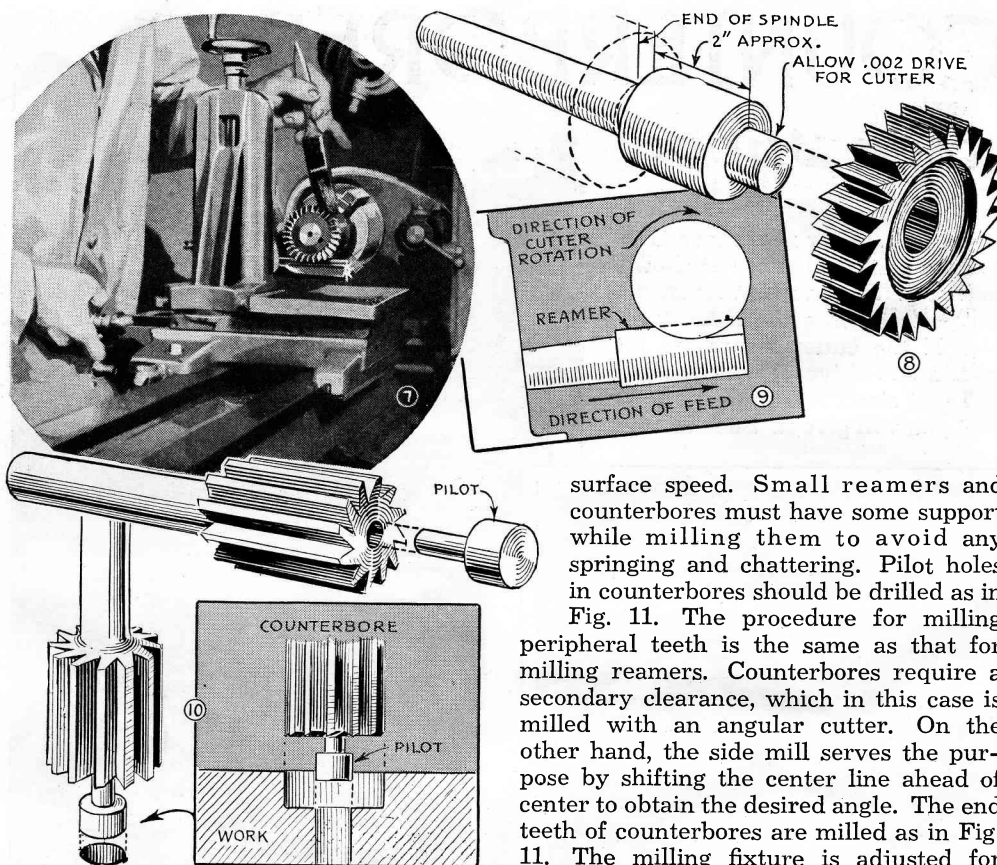 END OF SPINDLE
2" APPROX.
ALLOW .002 DRIVE
FOR CUTTER
DIRECTION OF
CUTTER
ROTATION
REAMER
DIRECTION OF FEED
7
8
9
PILOT
COUNTERBORE
10
PILOT
WORK
surface speed. Small reamers and
counterbores must have some support
while milling them to avoid any
springing and chattering. Pilot holes
in counterbores should be drilled as in
Fig. 11. The procedure for milling
peripheral teeth is the same as that for
milling reamers. Counterbores require a
secondary clearance, which in this case is
milled with an angular cutter. On the
other hand, the side mill serves the pur-
pose by shifting the center line ahead of
center to obtain the desired angle. The end
teeth of counterbores are milled as in Fig.
11. The milling fixture is adjusted for